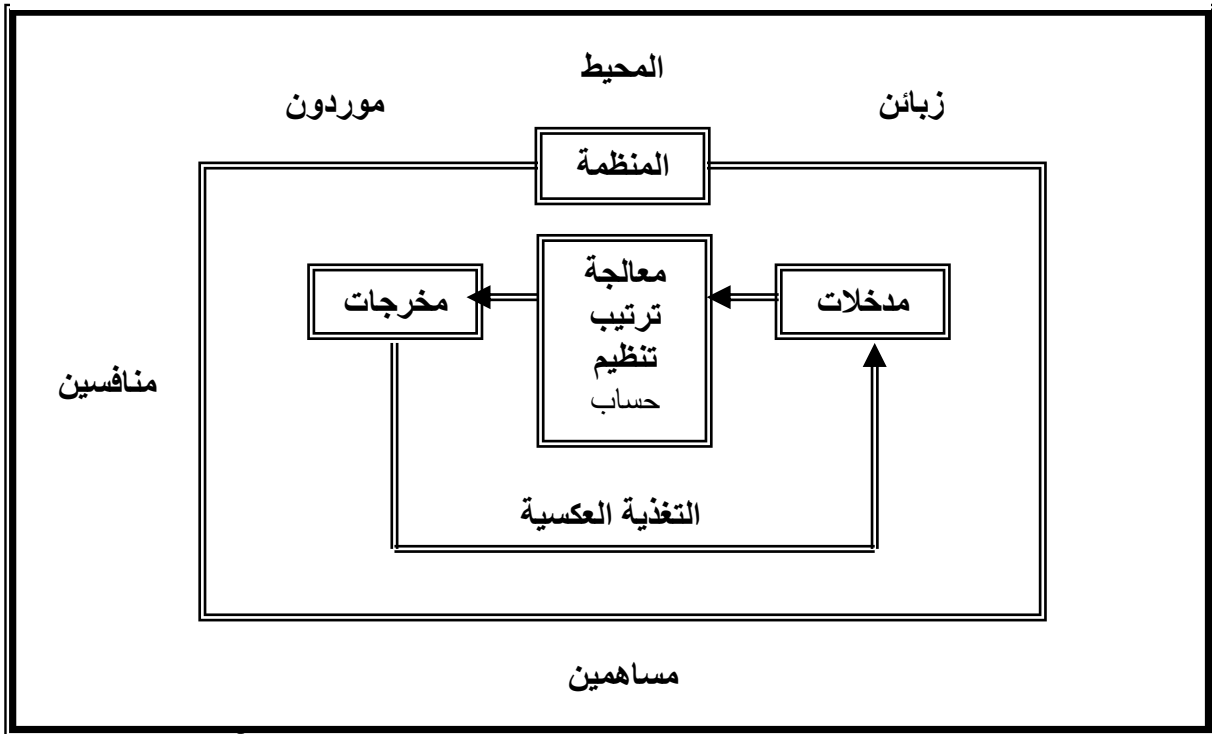 المحيط
زبائن
موردون
المنظمة
مدخلات
معالجة
ترتيب
تنظيم
حساب
مخرجات
منافسين
التغذية العكسية
مساهمين